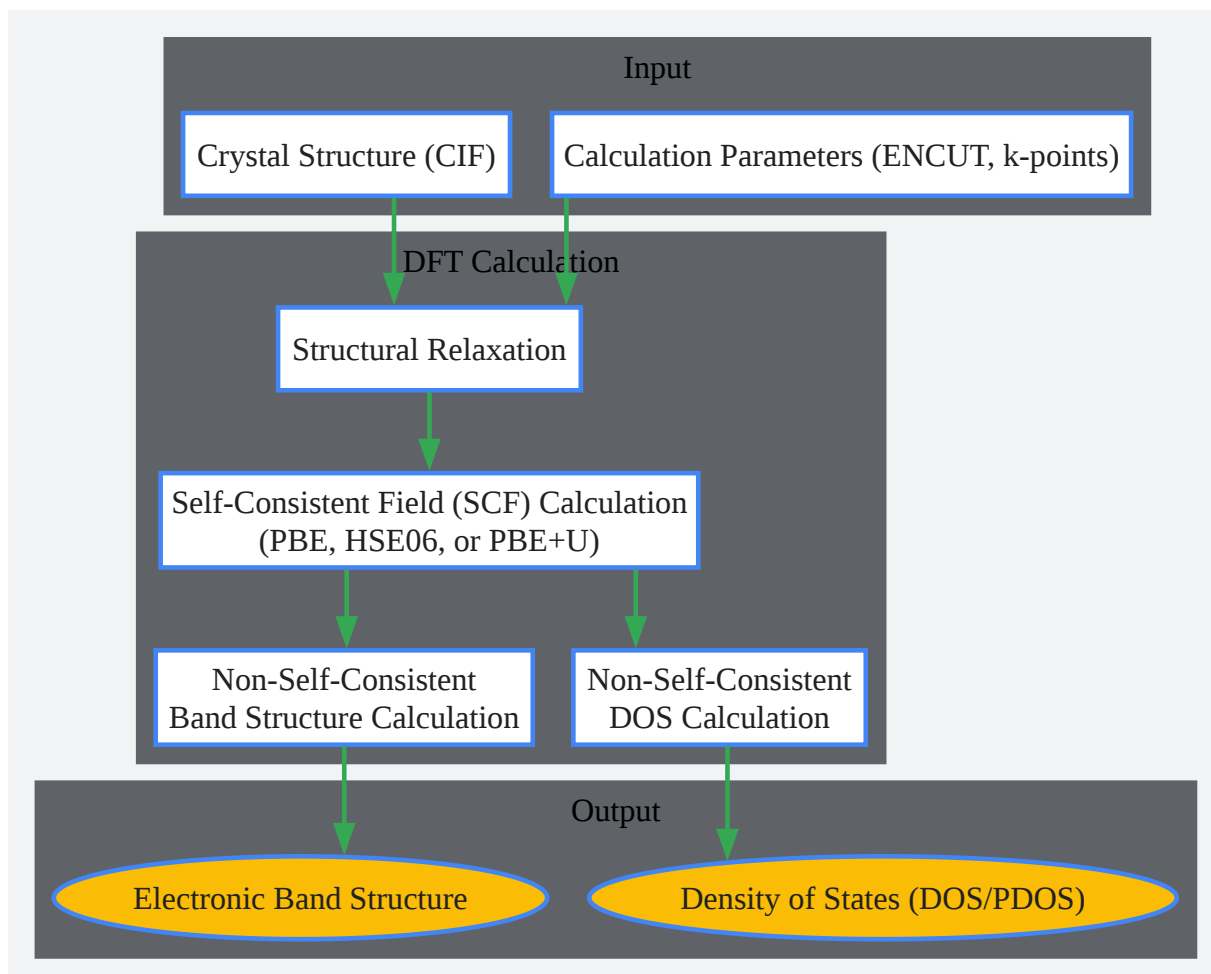 Input
Crystal Structure (CIF)
Calculation Parameters (ENCUT, k-points)
DFT Calculation
Structural Relaxation
Self-Consistent Field (SCF) Calculation
(PBE, HSE06, or PBE+U)
Non-Self-Consistent
Band Structure Calculation
Non-Self-Consistent
DOS Calculation
Output
Electronic Band Structure
Density of States (DOS/PDOS)